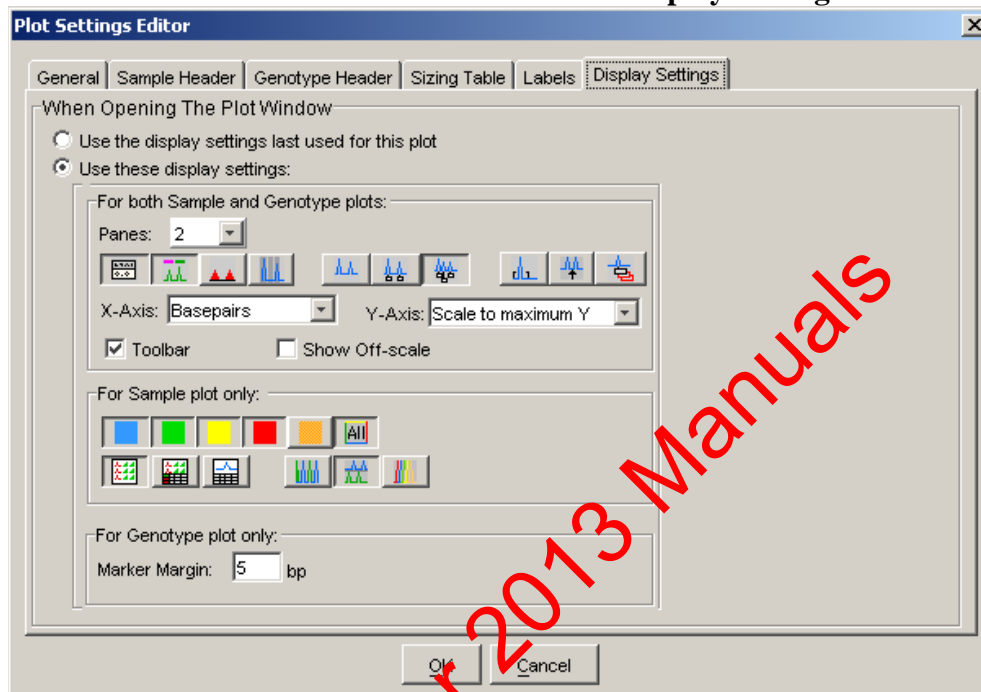 Plot Settings Editor
General Sample Header Genotype Header Sizing Table Labels Display Settings
When Opening The Plot Window
Use the display settings last used for this plot
Use these display settings:
For both Sample and Genotype plots:
Panes: 2
X-Axis: Basepairs Y-Axis: Scale to maximum Y
Toolbar Show Off-scale
For Sample plot only:
All
For Genotype plot only:
Marker Margin: 5 bp
OK Cancel
2013 Manuals